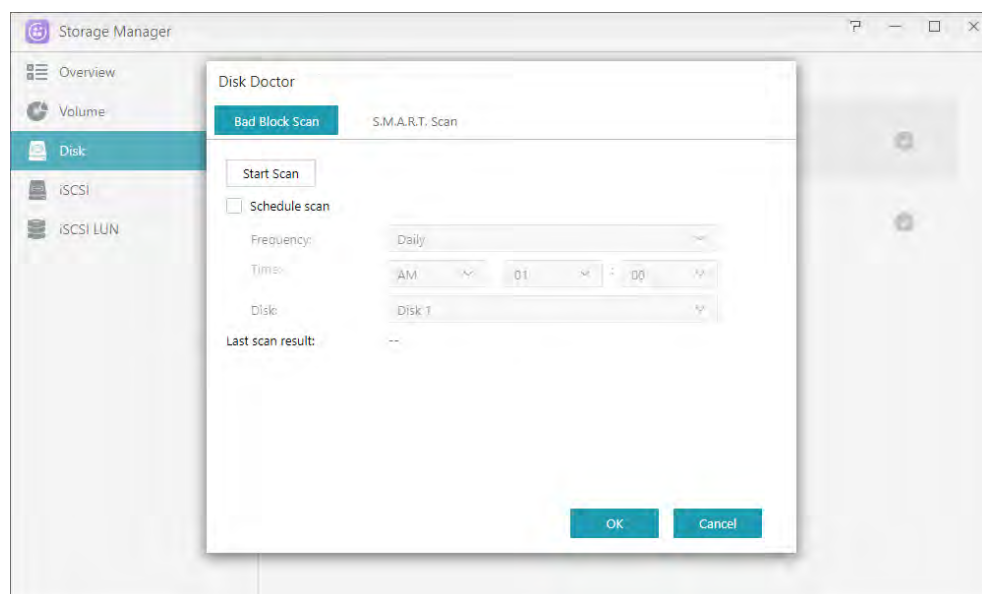 Storage Manager
Overview
Volume
Disk
iSCSI
iSCSI LUN
Disk Doctor
Bad Block Scan S.M.A.R.T. Scan
Start Scan
Schedule scan
Frequency: Daily
Time: AM 01 : 00
Disk: Disk 1
Last scan result: --
OK Cancel